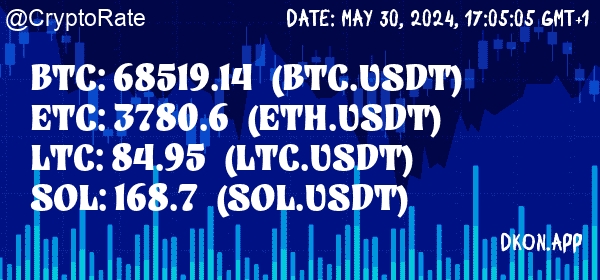 @CryptoRate
DATE: MAY 30, 2024, 17:05:05 GMT+1
BTC: 68519.14 (BTC.USDT)
ETC: 3780.6 (ETH.USDT)
LTC: 84.95 (LTC.USDT)
SOL: 168.7 (SOL.USDT)
DKON.APP